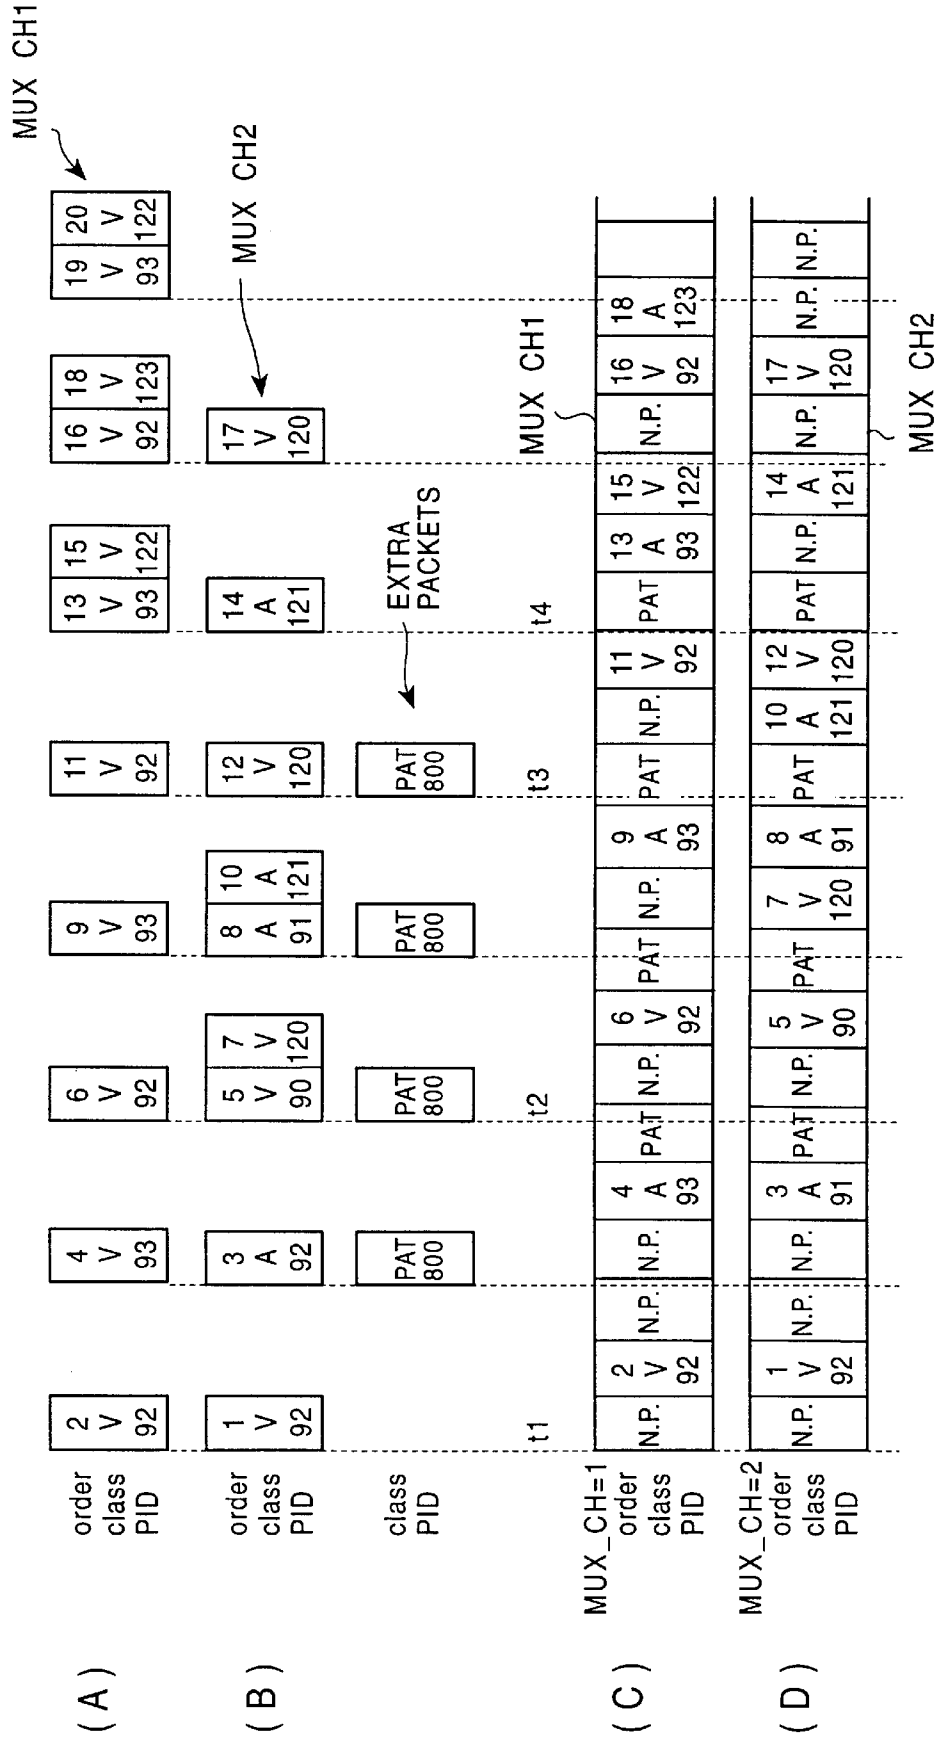 MUX CH1
(A)
order
class
PID
2
V
92
4
V
93
6
V
92
9
V
93
11
V
92
13
V
93
15
V
122
16
V
92
18
V
123
19
V
93
20
V
122
MUX CH2
(B)
order
class
PID
1
V
92
3
A
92
5
V
90
7
V
120
8
A
91
10
A
121
12
V
120
14
A
121
17
V
120
class
PID
PAT
800
PAT
800
PAT
800
PAT
800
EXTRA
PACKETS
t1
t2
t3
t4
MUX CH1
(C)
MUX_CH=1
order
class
PID
N.P.
2
V
92
N.P.
N.P.
4
A
93
PAT
N.P.
6
V
92
PAT
N.P.
9
A
93
PAT
N.P.
11
V
92
PAT
13
A
93
15
V
122
N.P.
16
V
92
18
A
123
(D)
MUX_CH=2
order
class
PID
N.P.
1
V
92
N.P.
N.P.
3
A
91
PAT
N.P.
5
V
90
PAT
7
V
120
8
A
91
PAT
10
A
121
12
V
120
PAT
N.P.
14
A
121
N.P.
17
V
120
N.P.
N.P.
MUX CH2